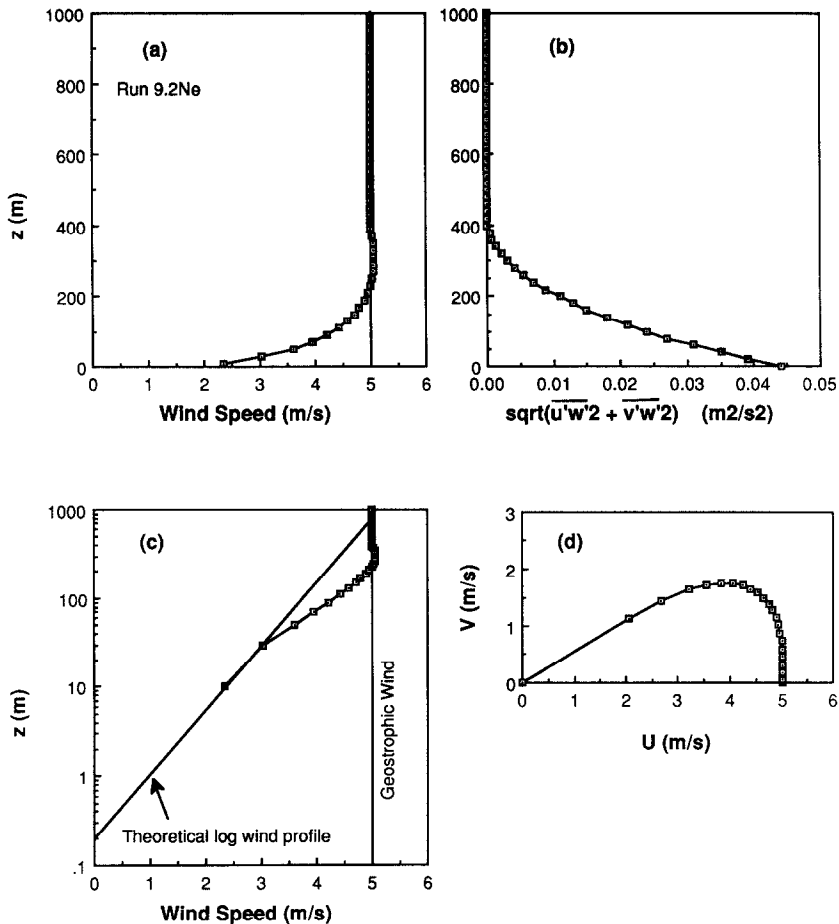 1000
800
600
400
200
0
z (m)
(a)
Run 9.2Ne
0 1 2 3 4 5 6
Wind Speed (m/s)
1000
800
600
400
200
0
(b)
0.00 0.01 0.02 0.03 0.04 0.05
sqrt(u'w'2 + v'w'2) (m2/s2)
1000
100
10
1
.1
z (m)
(c)
Geostrophic Wind
Theoretical log wind profile
0 1 2 3 4 5 6
Wind Speed (m/s)
3
2
1
0
V (m/s)
(d)
0 1 2 3 4 5 6
U (m/s)